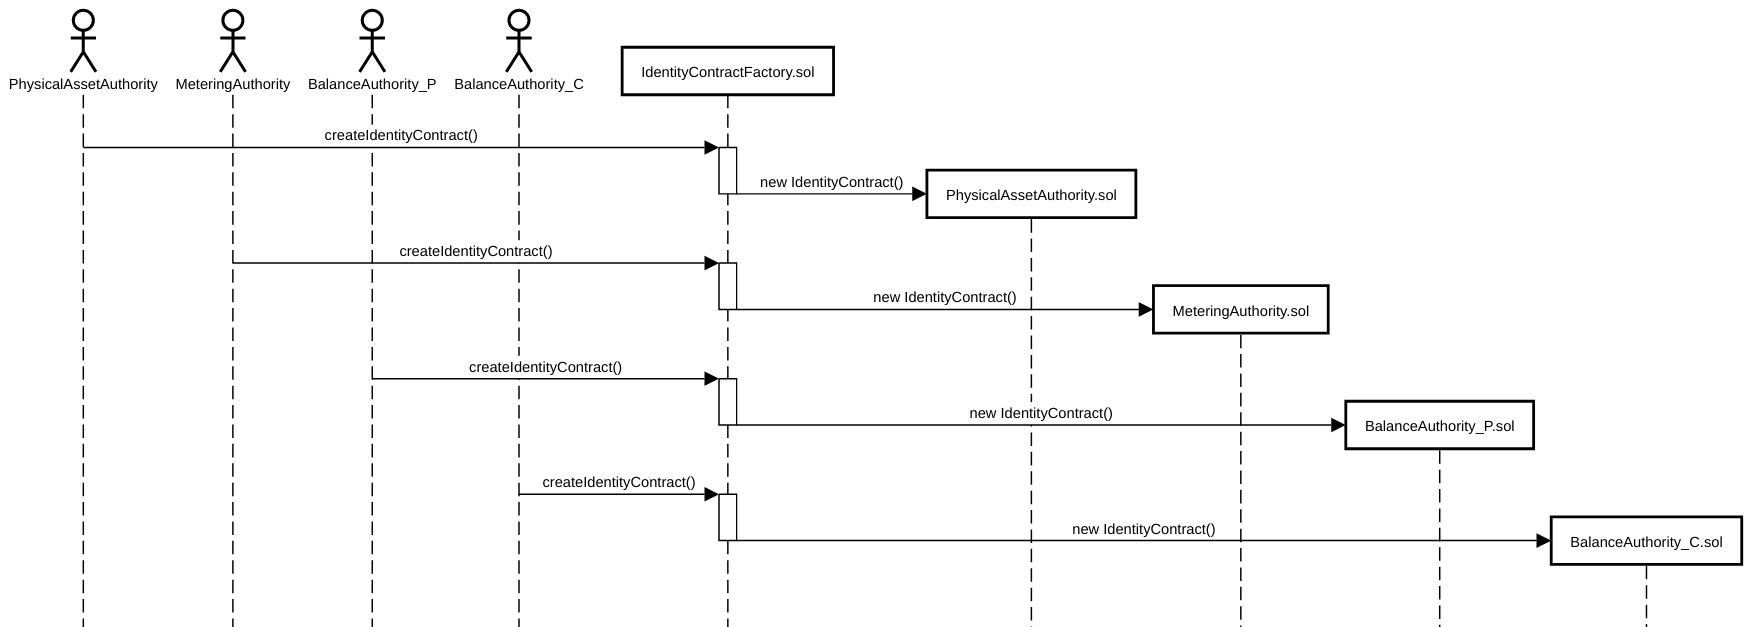 PhysicalAssetAuthority
MeteringAuthority
BalanceAuthority_P
BalanceAuthority_C
IdentityContractFactory.sol
createIdentityContract()
new IdentityContract()
PhysicalAssetAuthority.sol
createIdentityContract()
new IdentityContract()
MeteringAuthority.sol
createIdentityContract()
new IdentityContract()
BalanceAuthority_P.sol
createIdentityContract()
new IdentityContract()
BalanceAuthority_C.sol